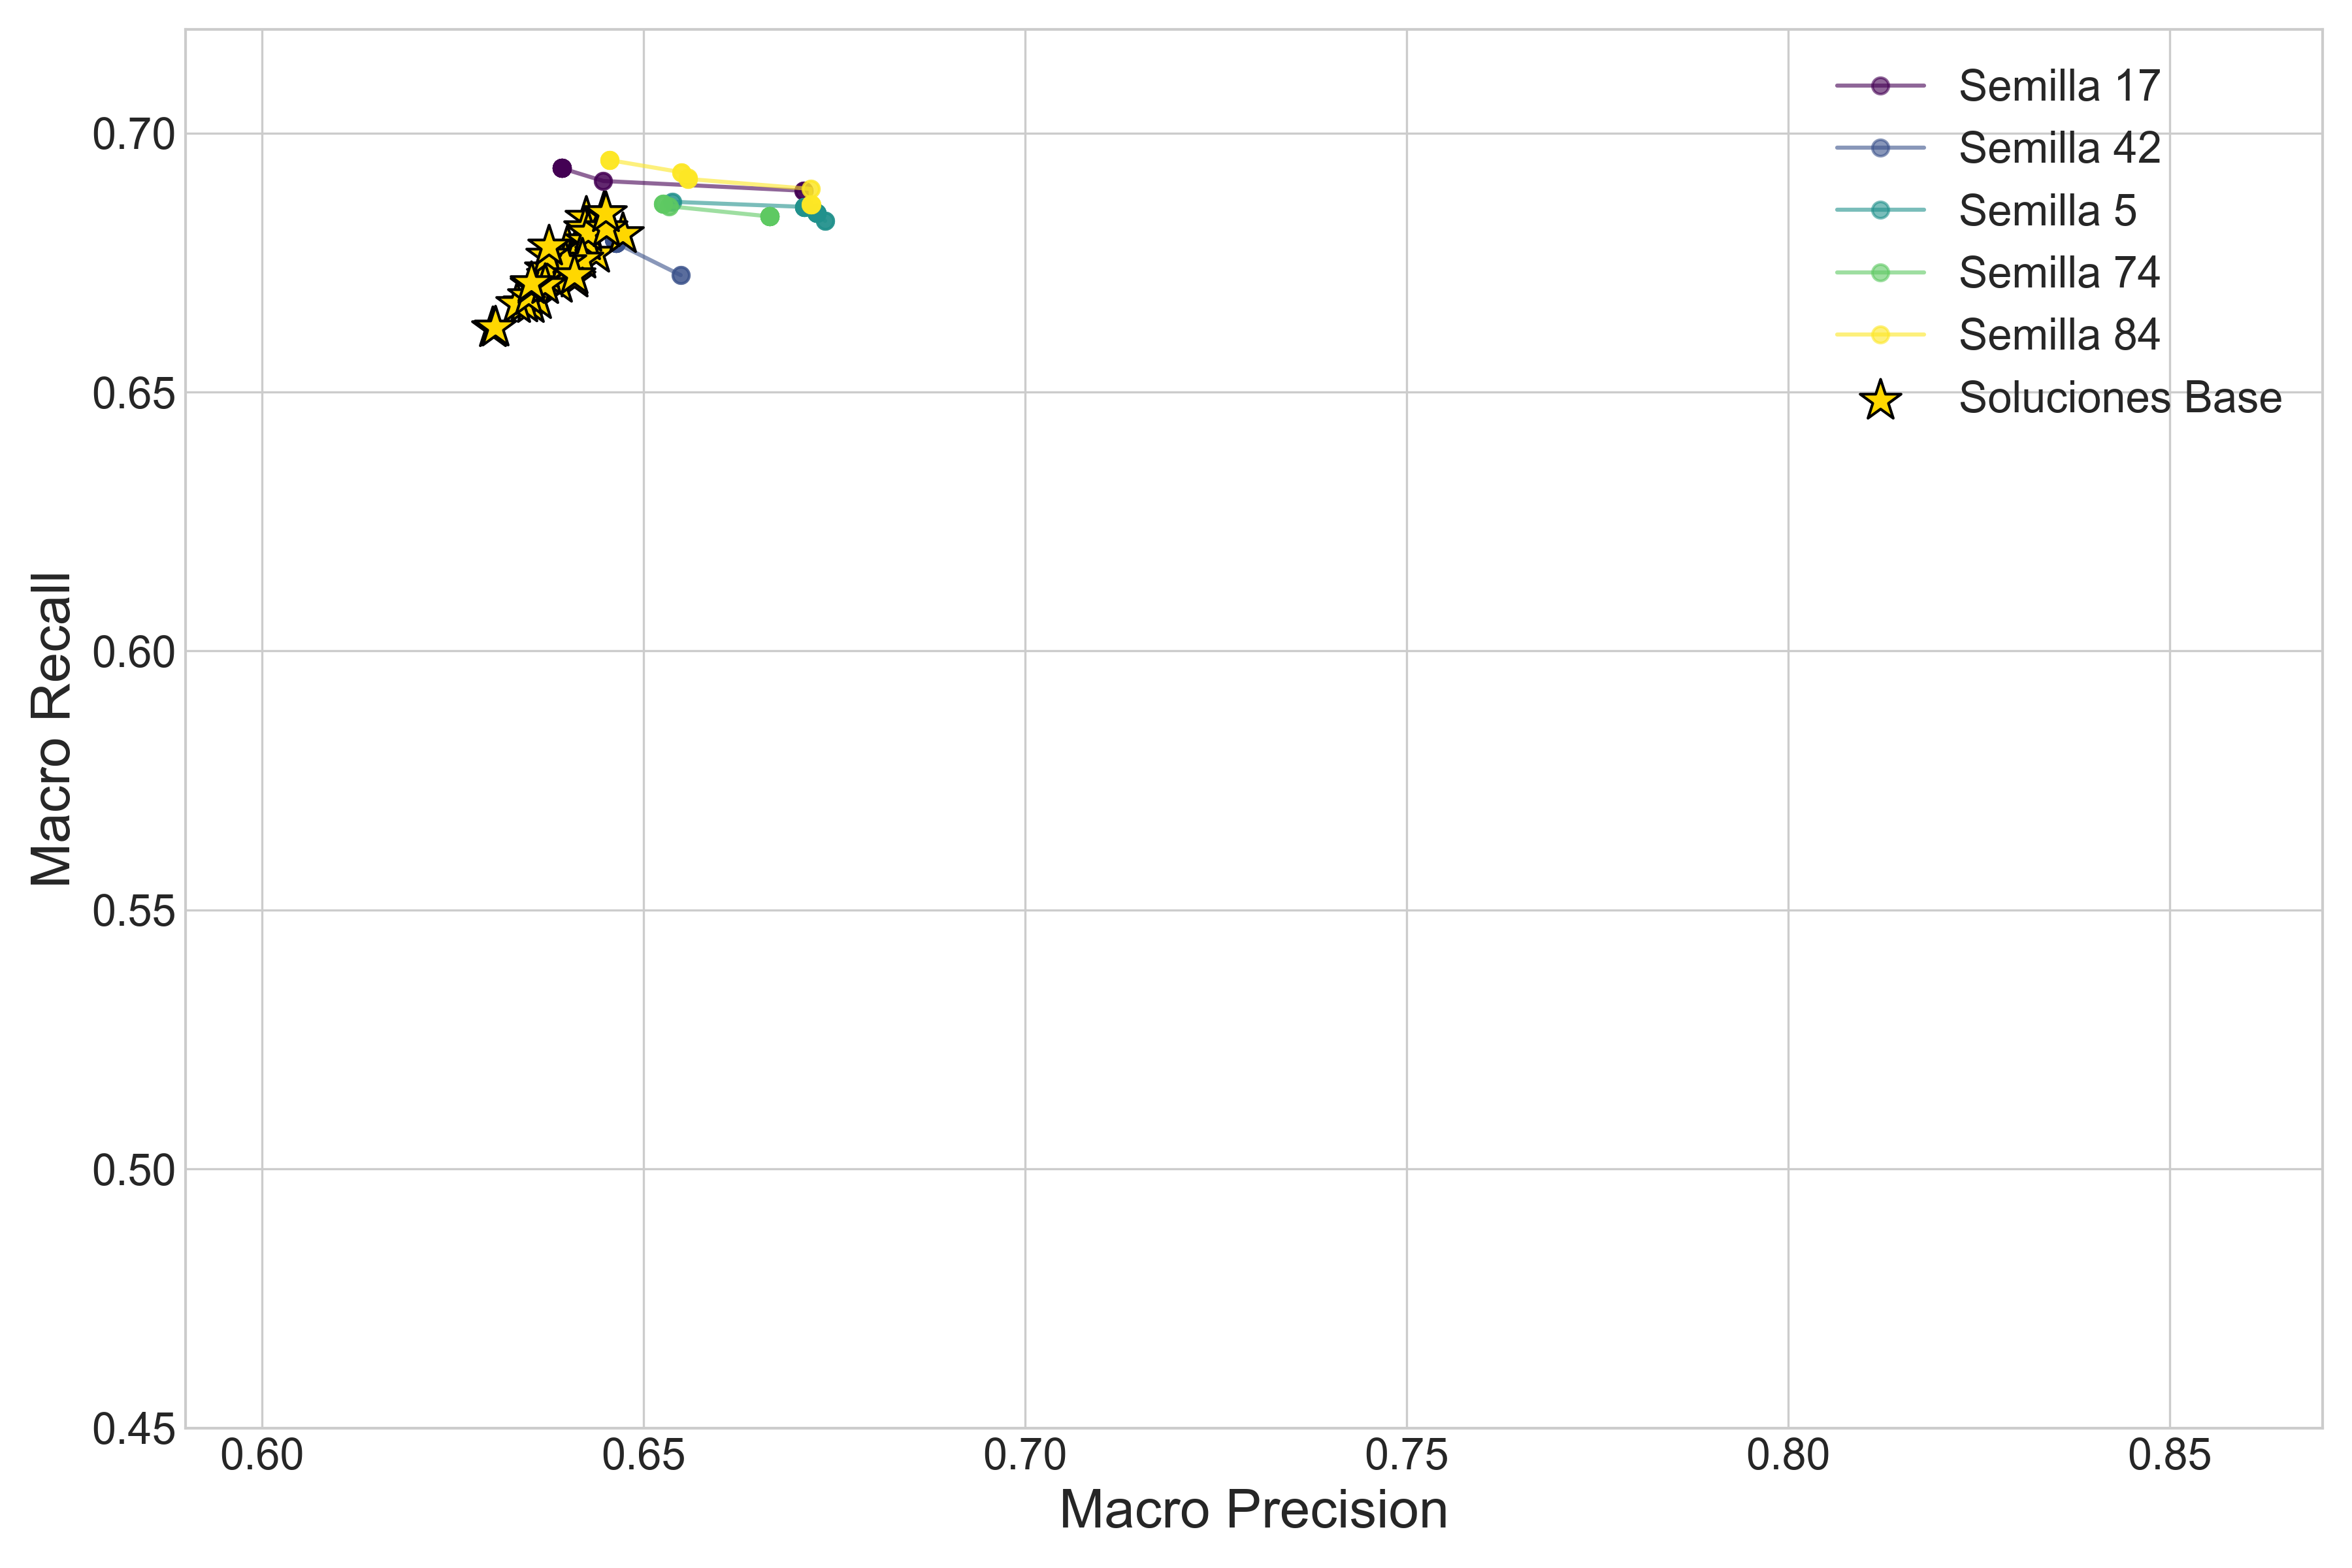 Semilla 17
Semilla 42
Semilla 5
Semilla 74
Semilla 84
Soluciones Base
0.70
0.65
0.60
0.55
0.50
0.45
Macro Recall
0.60 0.65 0.70 0.75 0.80 0.85
Macro Precision